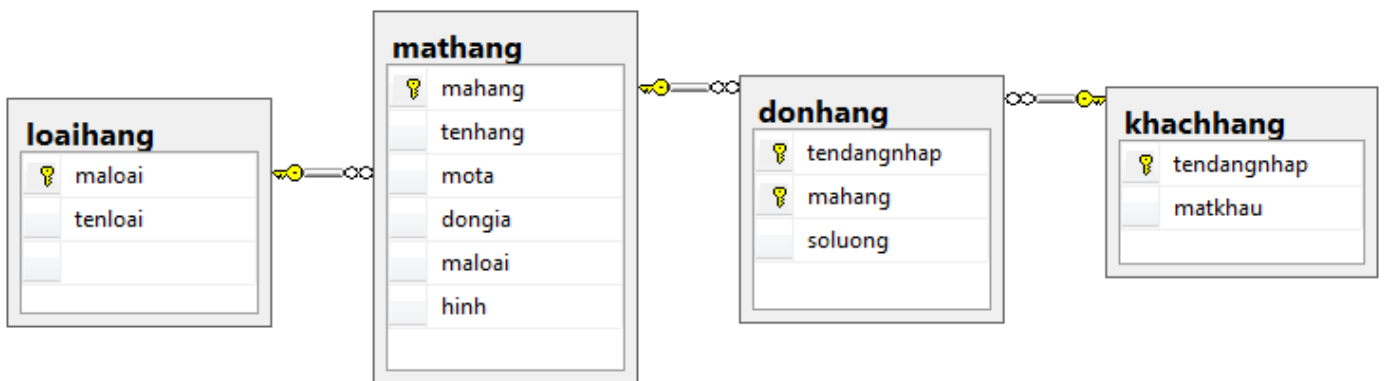 loaihang
maloai
tenloai
mathang
mahang
tenhang
mota
dongia
maloai
hinh
donhang
tendangnhap
mahang
soluong
khachhang
tendangnhap
matkhau